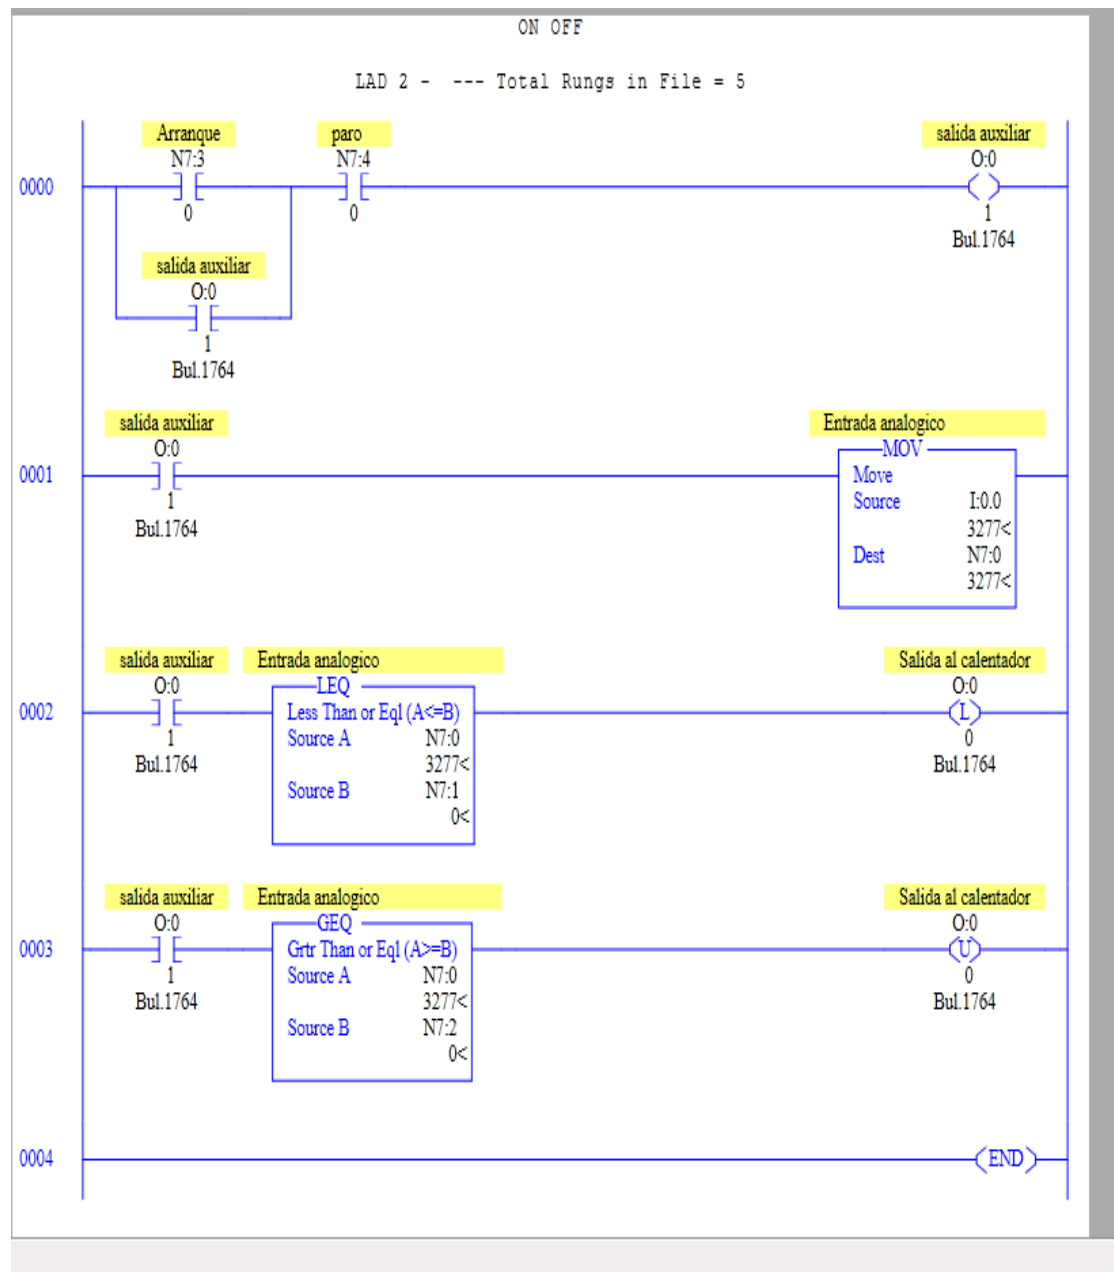 ON OFF
LAD 2 - --- Total Rungs in File = 5
Arranque paro salida auxiliar
N7:3 N7:4 O:0
0000
0 0 1
Bul.1764
salida auxiliar
O:0
1
Bul.1764
salida auxiliar Entrada analogico
O:0 MOV
0001 Move
1 Source I:0.0
Bul.1764 3277<
Dest N7:0
3277<
salida auxiliar Entrada analogico Salida al calentador
O:0 LEQ O:0
0002 Less Than or Eql (A<=B) L
1 Source A N7:0 0
Bul.1764 3277< Bul.1764
Source B N7:1
0<
salida auxiliar Entrada analogico Salida al calentador
O:0 GEQ O:0
0003 Grtr Than or Eql (A>=B) U
1 Source A N7:0 0
Bul.1764 3277< Bul.1764
Source B N7:2
0<
0004 END